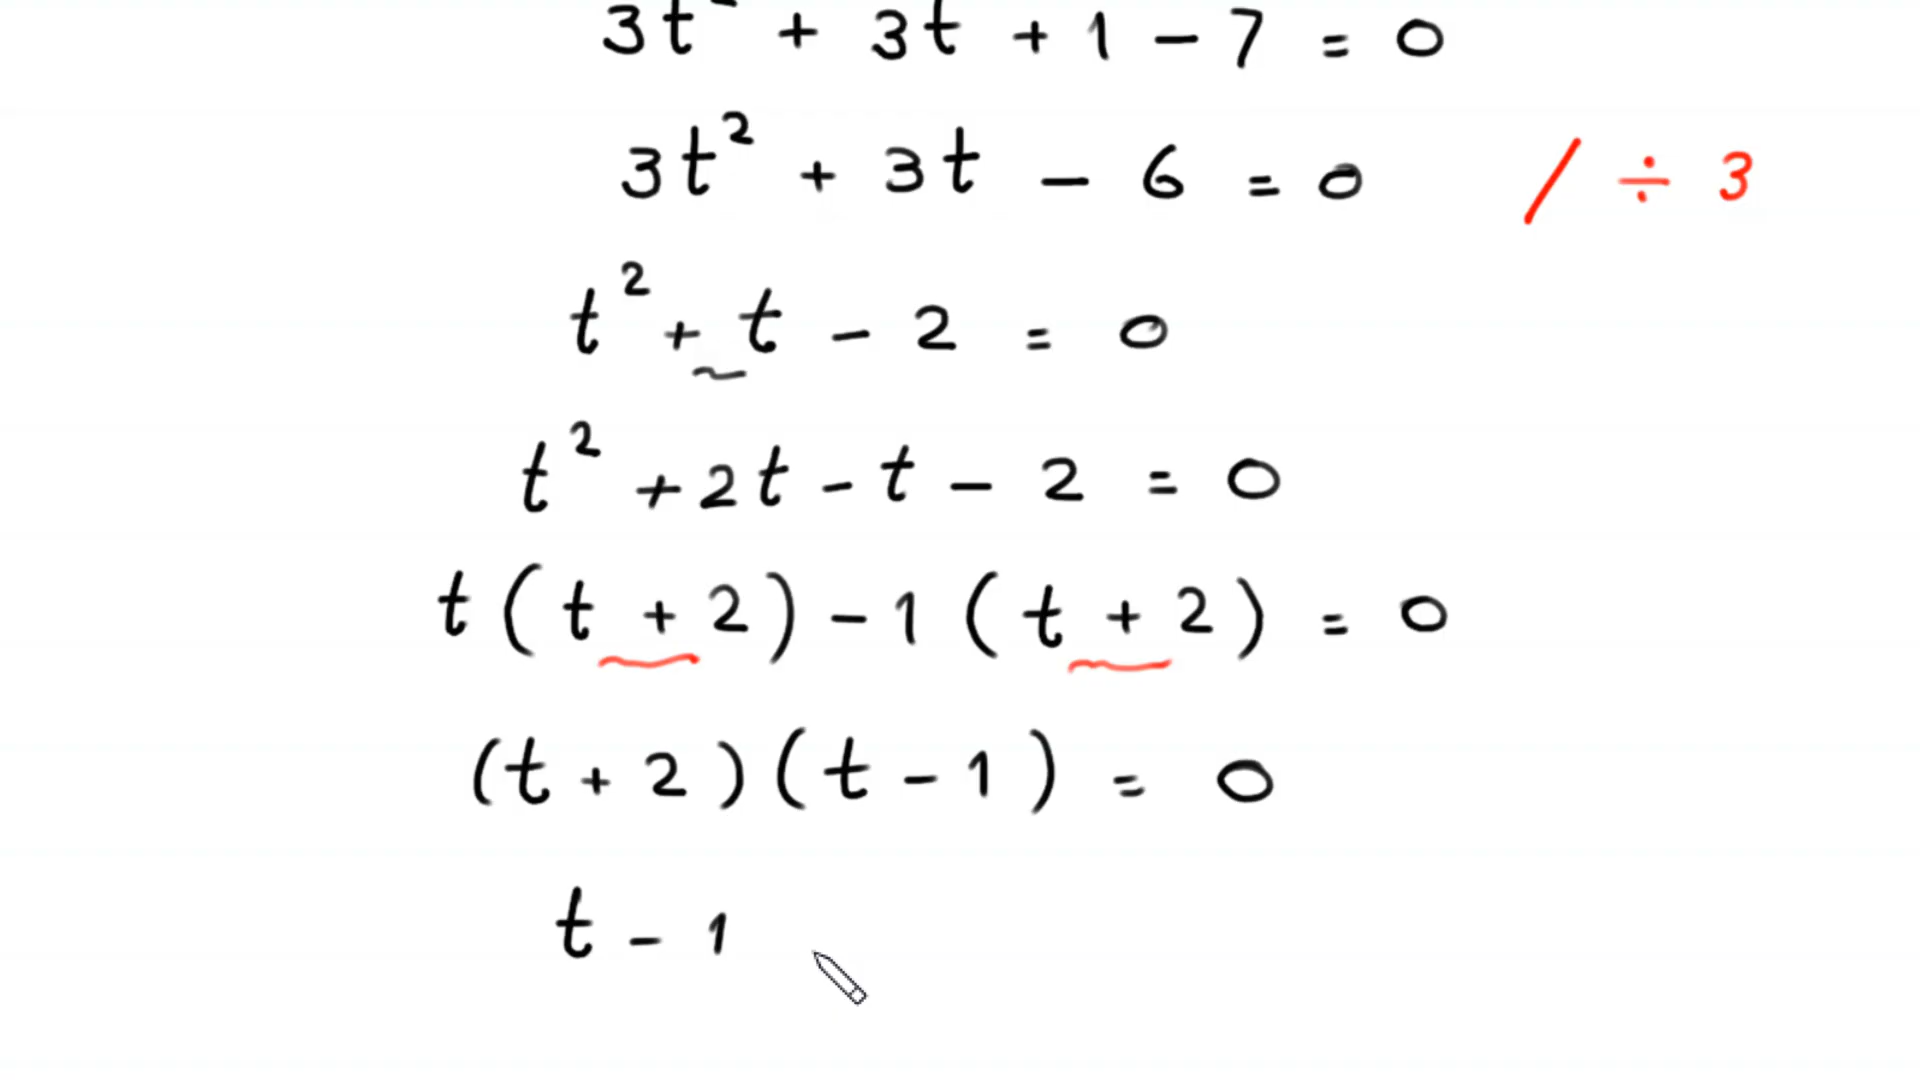 3t² + 3t + 1 - 7 = 0
3t² + 3t - 6 = 0 / ÷ 3
t² + t - 2 = 0
t² + 2t - t - 2 = 0
t(t + 2) - 1(t + 2) = 0
(t + 2)(t - 1) = 0
t - 1